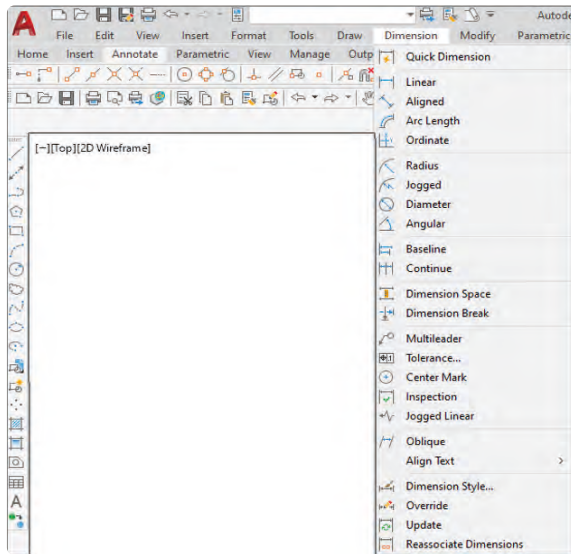 A
Autode
File Edit View Insert Format Tools Draw Dimension Modify Parametric
Home Insert Annotate Parametric View Manage Outp
[−][Top][2D Wireframe]
Quick Dimension
Linear
Aligned
Arc Length
Ordinate
Radius
Jogged
Diameter
Angular
Baseline
Continue
Dimension Space
Dimension Break
Multileader
Tolerance...
Center Mark
Inspection
Jogged Linear
Oblique
Align Text >
Dimension Style...
Override
Update
Reassociate Dimensions
A